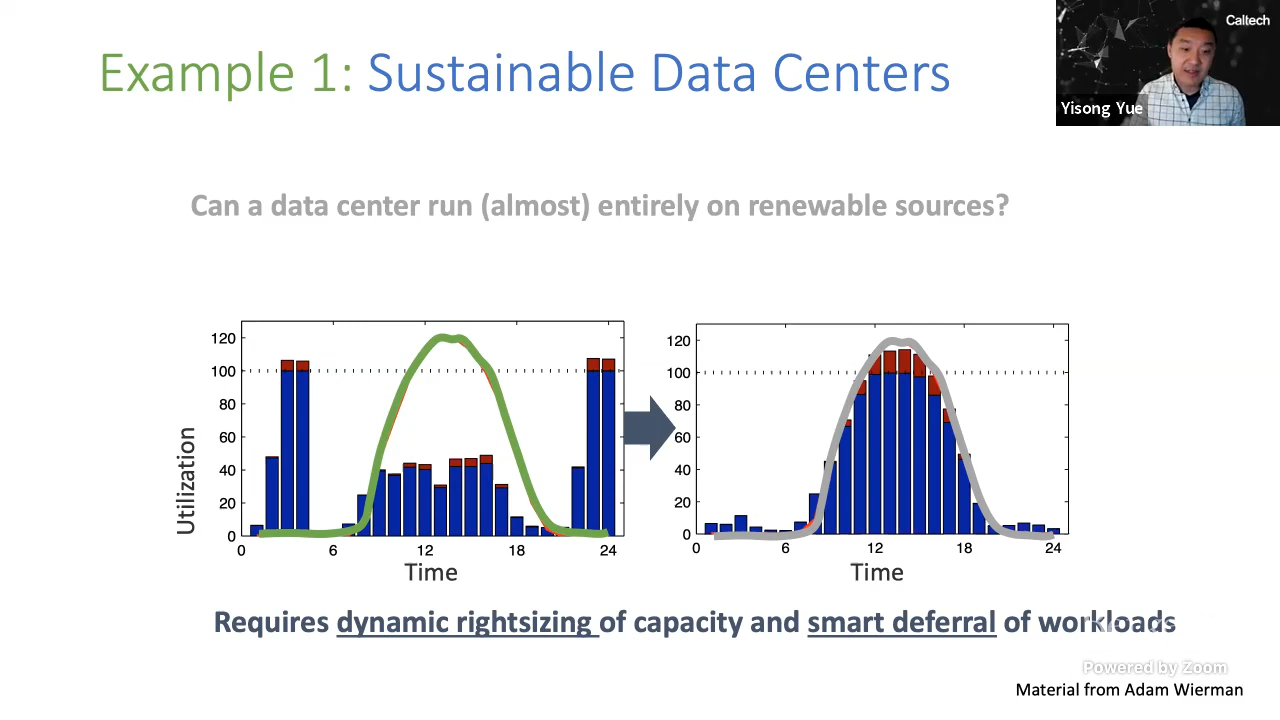 Example 1: Sustainable Data Centers
Caltech
Yisong Yue
Can a data center run (almost) entirely on renewable sources?
120
100
80
60
40
20
0
Utilization
0 6 12 18 24
Time
120
100
80
60
40
20
0
0 6 12 18 24
Time
Requires dynamic rightsizing of capacity and smart deferral of workloads
Powered by Zoom
Material from Adam Wierman